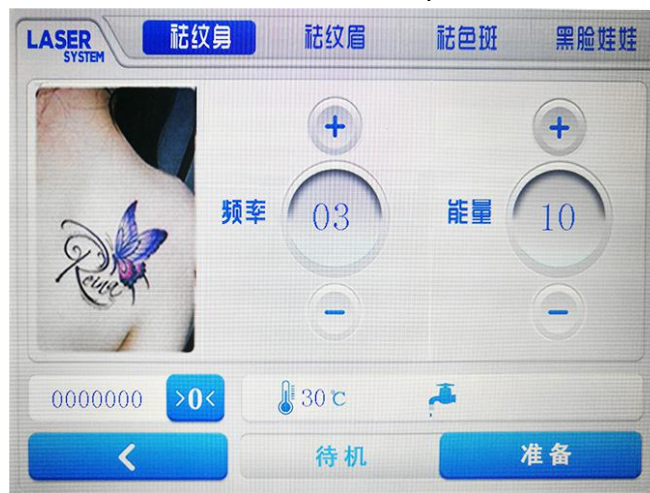 LASER
SYSTEM
祛纹身
祛纹眉
祛色斑
黑脸娃娃
Reina
频率
+
03
-
能量
+
10
-
0000000
>0<
30℃
<
待机
准备